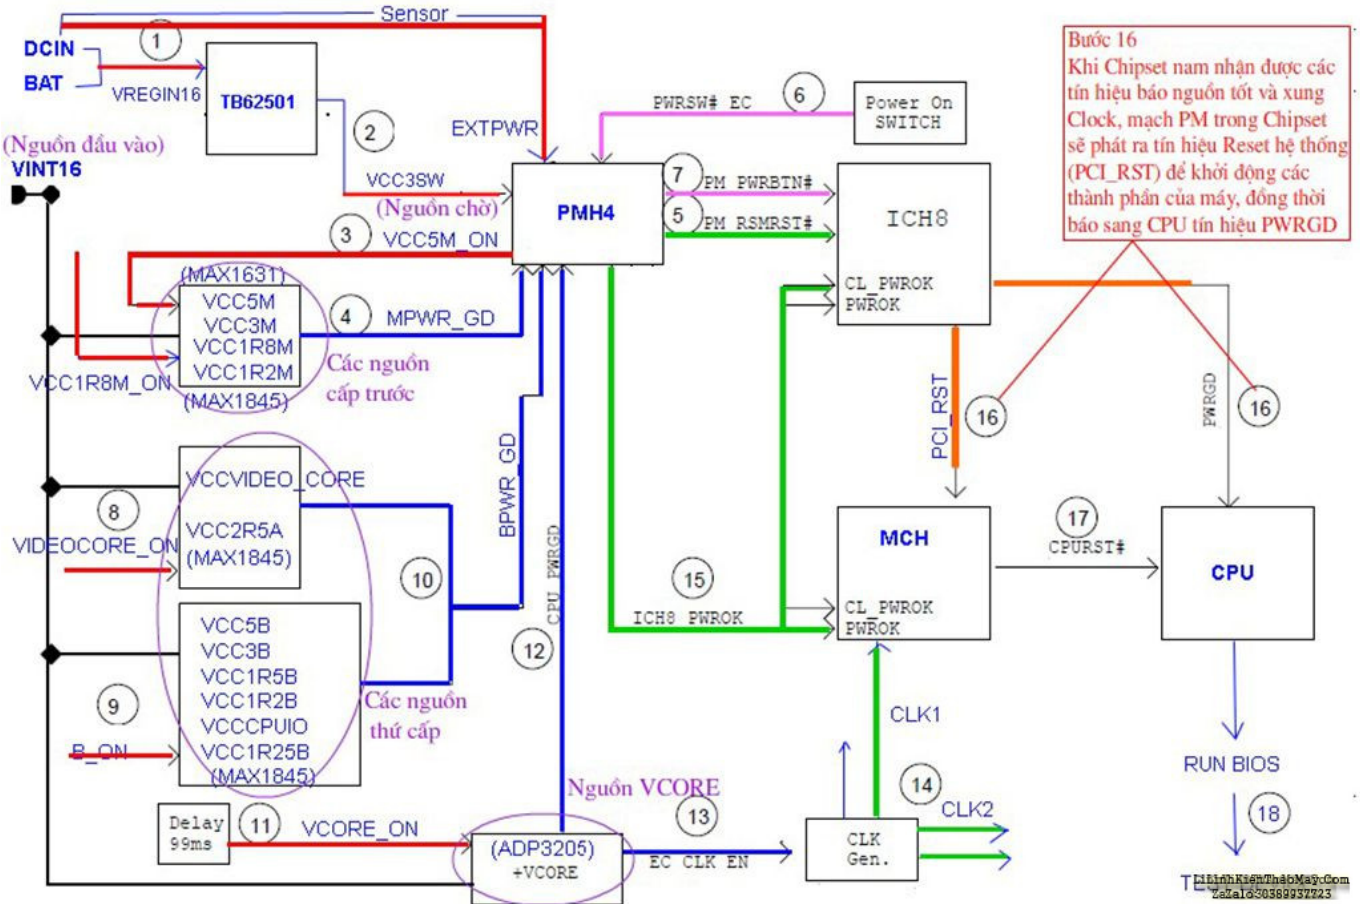 Sensor
DCIN
BAT
1
VREGIN16
TB62501
2
EXTPWR
PWRSW# EC
6
Power On
SWITCH
Bước 16
Khi Chipset nam nhận được các
tín hiệu báo nguồn tốt và xung
Clock, mạch PM trong Chipset
sẽ phát ra tín hiệu Reset hệ thống
(PCI_RST) để khởi động các
thành phần của máy, đồng thời
báo sang CPU tín hiệu PWRGD
(Nguồn đầu vào)
VINT16
VCC3SW
(Nguồn chờ)
PMH4
7
PM PWRBTN#
5
PM RSMRST#
ICH8
CL_PWROK
PWROK
3
VCC5M_ON
(MAX1631)
VCC5M
VCC3M
VCC1R8M
VCC1R2M
(MAX1845)
VCC1R8M_ON
4
MPWR_GD
Các nguồn
cấp trước
PCI_RST
16
PWRGD
16
VCCVIDEO_CORE
VCC2R5A
(MAX1845)
8
VIDEOCORE_ON
BPWR_GD
CPU PWRGD
10
12
15
ICH8 PWROK
MCH
CL_PWROK
PWROK
17
CPURST#
CPU
VCC5B
VCC3B
VCC1R5B
VCC1R2B
VCCCPUIO
VCC1R25B
(MAX1845)
9
B_ON
Các nguồn
thứ cấp
CLK1
RUN BIOS
18
Nguồn VCORE
Delay
99ms
11
VCORE_ON
(ADP3205)
+VCORE
13
EC CLK EN
CLK
Gen.
14
CLK2
LiLinhKienThaoMay.Com
ZaZalo:0389937723